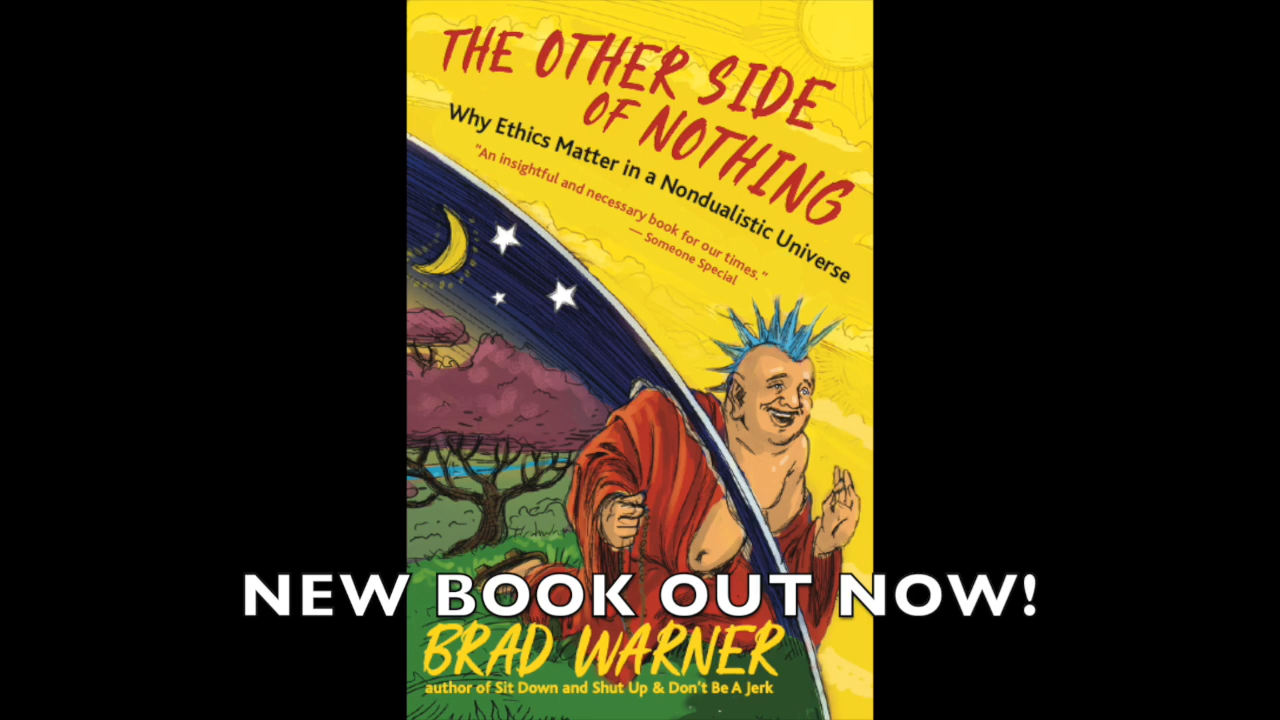 THE OTHER SIDE
OF NOTHING
Why Ethics Matter in a Nondualistic Universe
"An insightful and necessary book for our times."
— Someone Special
NEW BOOK OUT NOW!
BRAD WARNER
author of Sit Down and Shut Up & Don't Be A Jerk